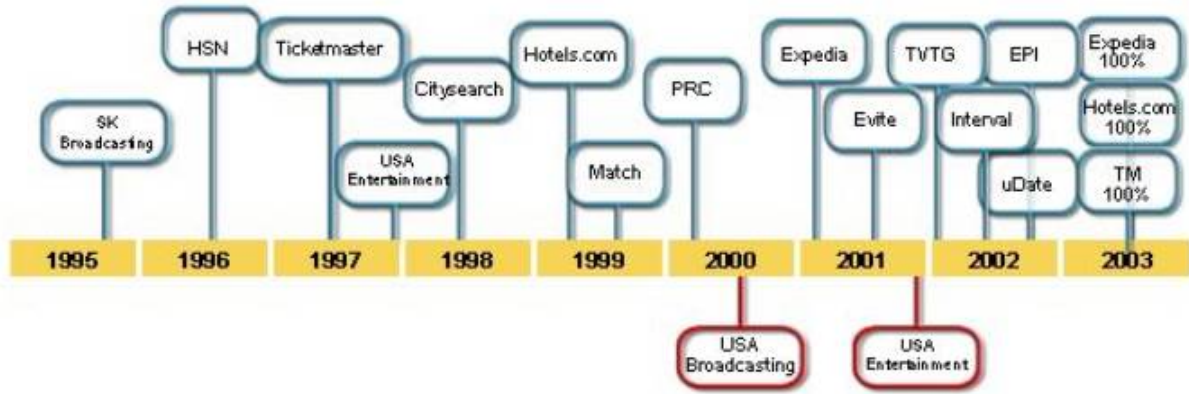 HSN
Ticketmaster
Hotels.com
Expedia
TVTG
EPI
Expedia
100%
Citysearch
PRC
Evite
Interval
Hotels.com
100%
SK
Broadcasting
USA
Entertainment
Match
uDate
TM
100%
1995
1996
1997
1998
1999
2000
2001
2002
2003
USA
Broadcasting
USA
Entertainment